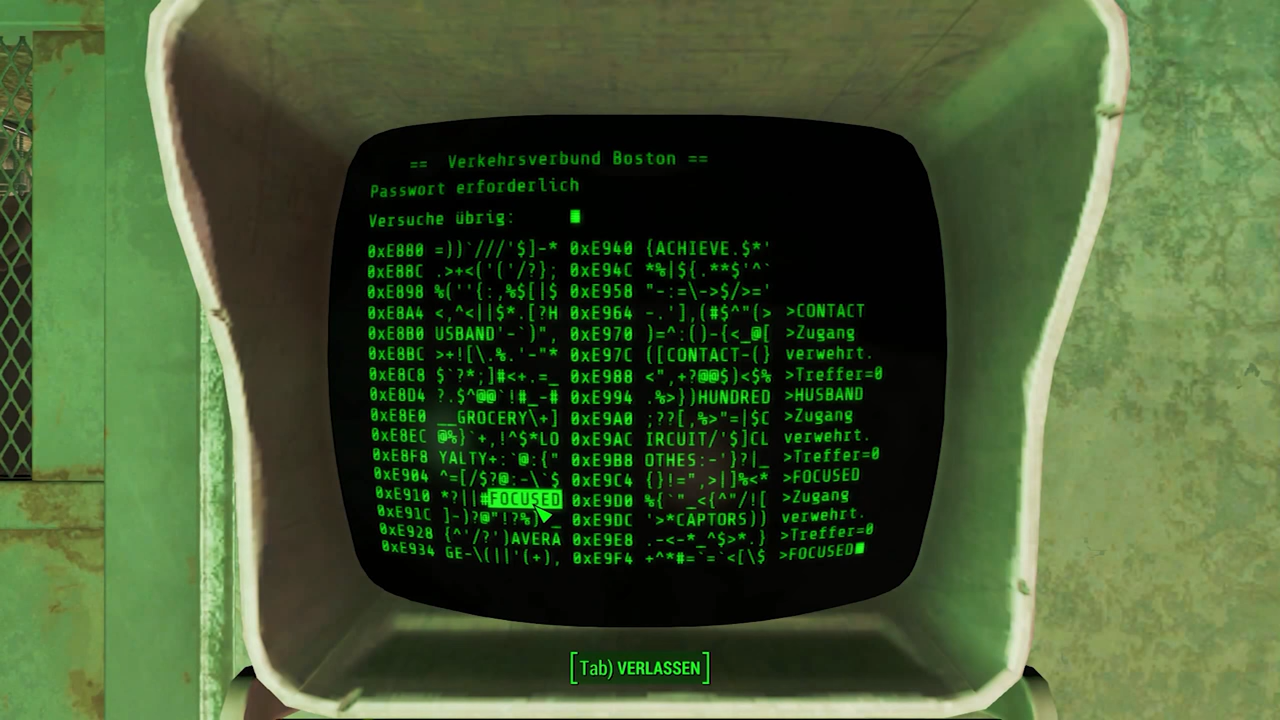 == Verkehrsverbund Boston ==
Passwort erforderlich
Versuche übrig: ■
0xE880 =))`///'$]-* 0xE940 {ACHIEVE.$*'
0xE88C .>+<('('/?}; 0xE94C *%|${.**$'^`
0xE898 %(''{:,%$[|$ 0xE958 "-:=\->$/>='
0xE8A4 <,^<||$*.[?H 0xE964 -.'],(#$^"(> >CONTACT
0xE8B0 USBAND'-`)", 0xE970 )=^:()-{<_@[ >Zugang
0xE8BC >+![\.%.'-"* 0xE97C ([CONTACT-(} verwehrt.
0xE8C8 $`?*;]#<+.=_ 0xE988 <",+?@@$)<$% >Treffer=0
0xE8D4 ?.$^@@`!#_-# 0xE994 .%>})HUNDRED >HUSBAND
0xE8E0 __GROCERY\+] 0xE9A0 ;??[,%>"=|$C >Zugang
0xE8EC @%}`+,!^$*LO 0xE9AC IRCUIT/'$]CL verwehrt.
0xE8F8 YALTY+:`@:{" 0xE9B8 OTHES:-'}?|_ >Treffer=0
0xE904 ^=[/$?@:-\`$ 0xE9C4 {}!=",>|]%<* >FOCUSED
0xE910 *?||#FOCUSED 0xE9D0 %{`"_<{^"/![ >Zugang
0xE91C ]-)?@"!?%) _ 0xE9DC '>*CAPTORS)) verwehrt.
0xE928 {^'/?')AVERA 0xE9E8 .-<-*_^$>*.} >Treffer=0
0xE934 GE-\(||'(+), 0xE9F4 +^*#=`=`<[\$ >FOCUSED■
[Tab) VERLASSEN]